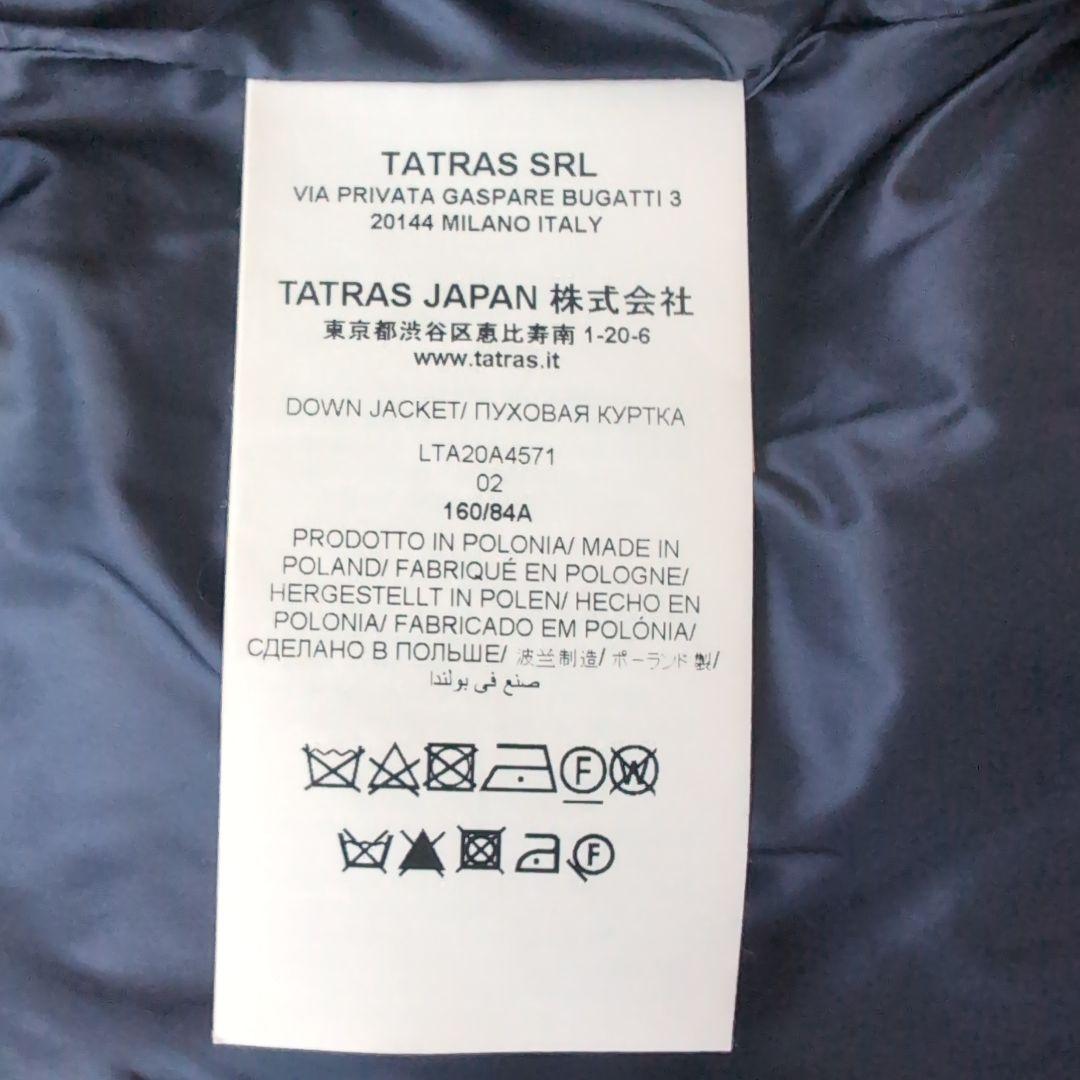 TATRAS SRL
VIA PRIVATA GASPARE BUGATTI 3
20144 MILANO ITALY
TATRAS JAPAN 株式会社
東京都渋谷区恵比寿南 1-20-6
www.tatras.it
DOWN JACKET/ ПУХОВАЯ КУРТКА
LTA20A4571
02
160/84A
PRODOTTO IN POLONIA/ MADE IN
POLAND/ FABRIQUÉ EN POLOGNE/
HERGESTELLT IN POLEN/ HECHO EN
POLONIA/ FABRICADO EM POLÓNIA/
СДЕЛАНО В ПОЛЬШЕ/ 波兰制造/ ポーランド 製/
صنع في بولندا
F W
F